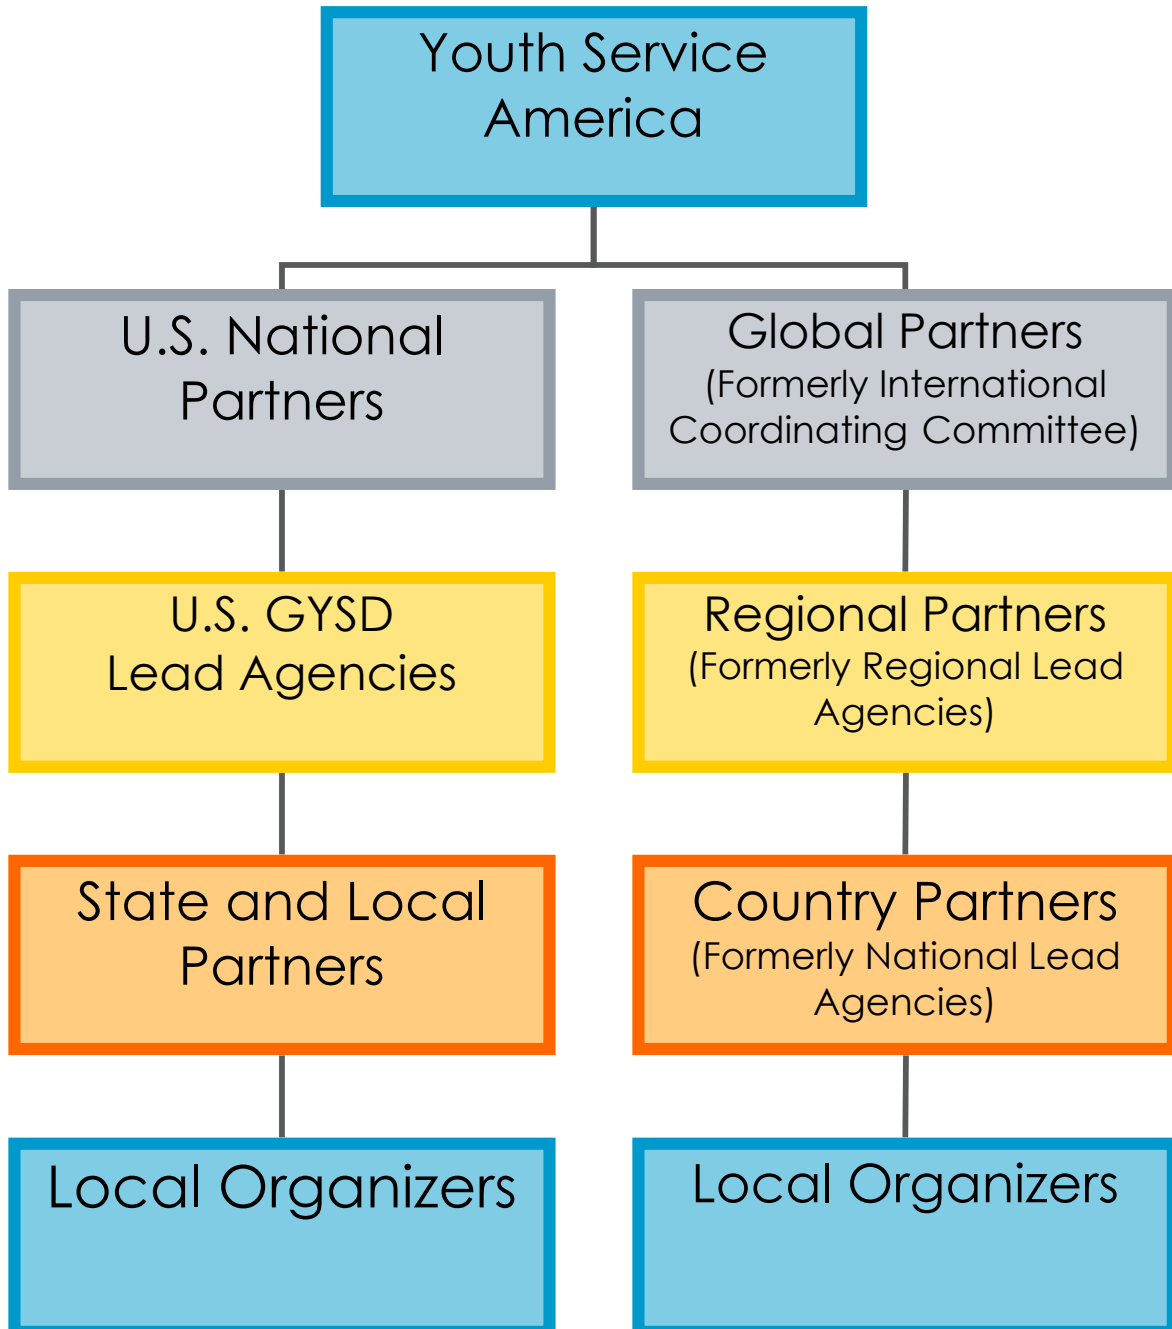 Youth Service
America
U.S. National
Partners
Global Partners
(Formerly International
Coordinating Committee)
U.S. GYSD
Lead Agencies
Regional Partners
(Formerly Regional Lead
Agencies)
State and Local
Partners
Country Partners
(Formerly National Lead
Agencies)
Local Organizers
Local Organizers